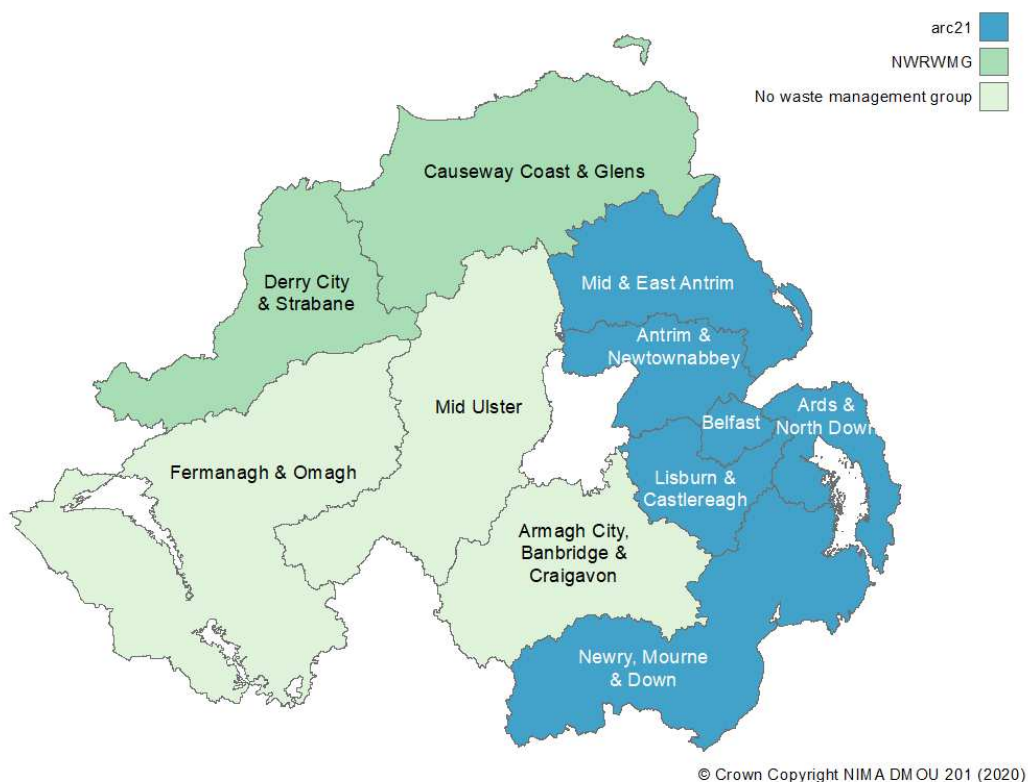 arc21
NWRWMG
No waste management group
Causeway Coast & Glens
Derry City
& Strabane
Mid & East Antrim
Antrim &
Newtownabbey
Mid Ulster
Belfast
Ards &
North Down
Fermanagh & Omagh
Lisburn &
Castlereagh
Armagh City,
Banbridge &
Craigavon
Newry, Mourne
& Down
© Crown Copyright NIMA DMOU 201 (2020)